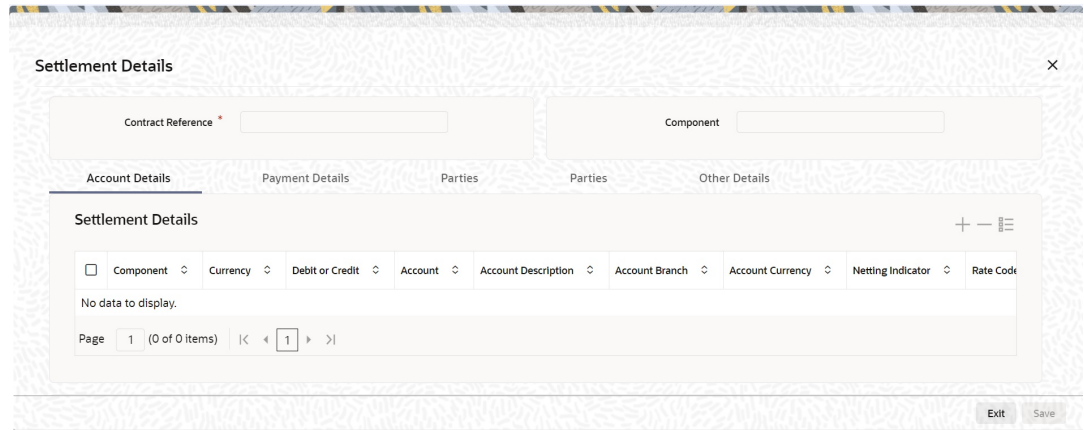 Settlement Details
Contract Reference *
Component
Account Details Payment Details Parties Parties Other Details
Settlement Details
Component Currency Debit or Credit Account Account Description Account Branch Account Currency Netting Indicator Rate Code
No data to display.
Page 1 (0 of 0 items) 1
Exit Save